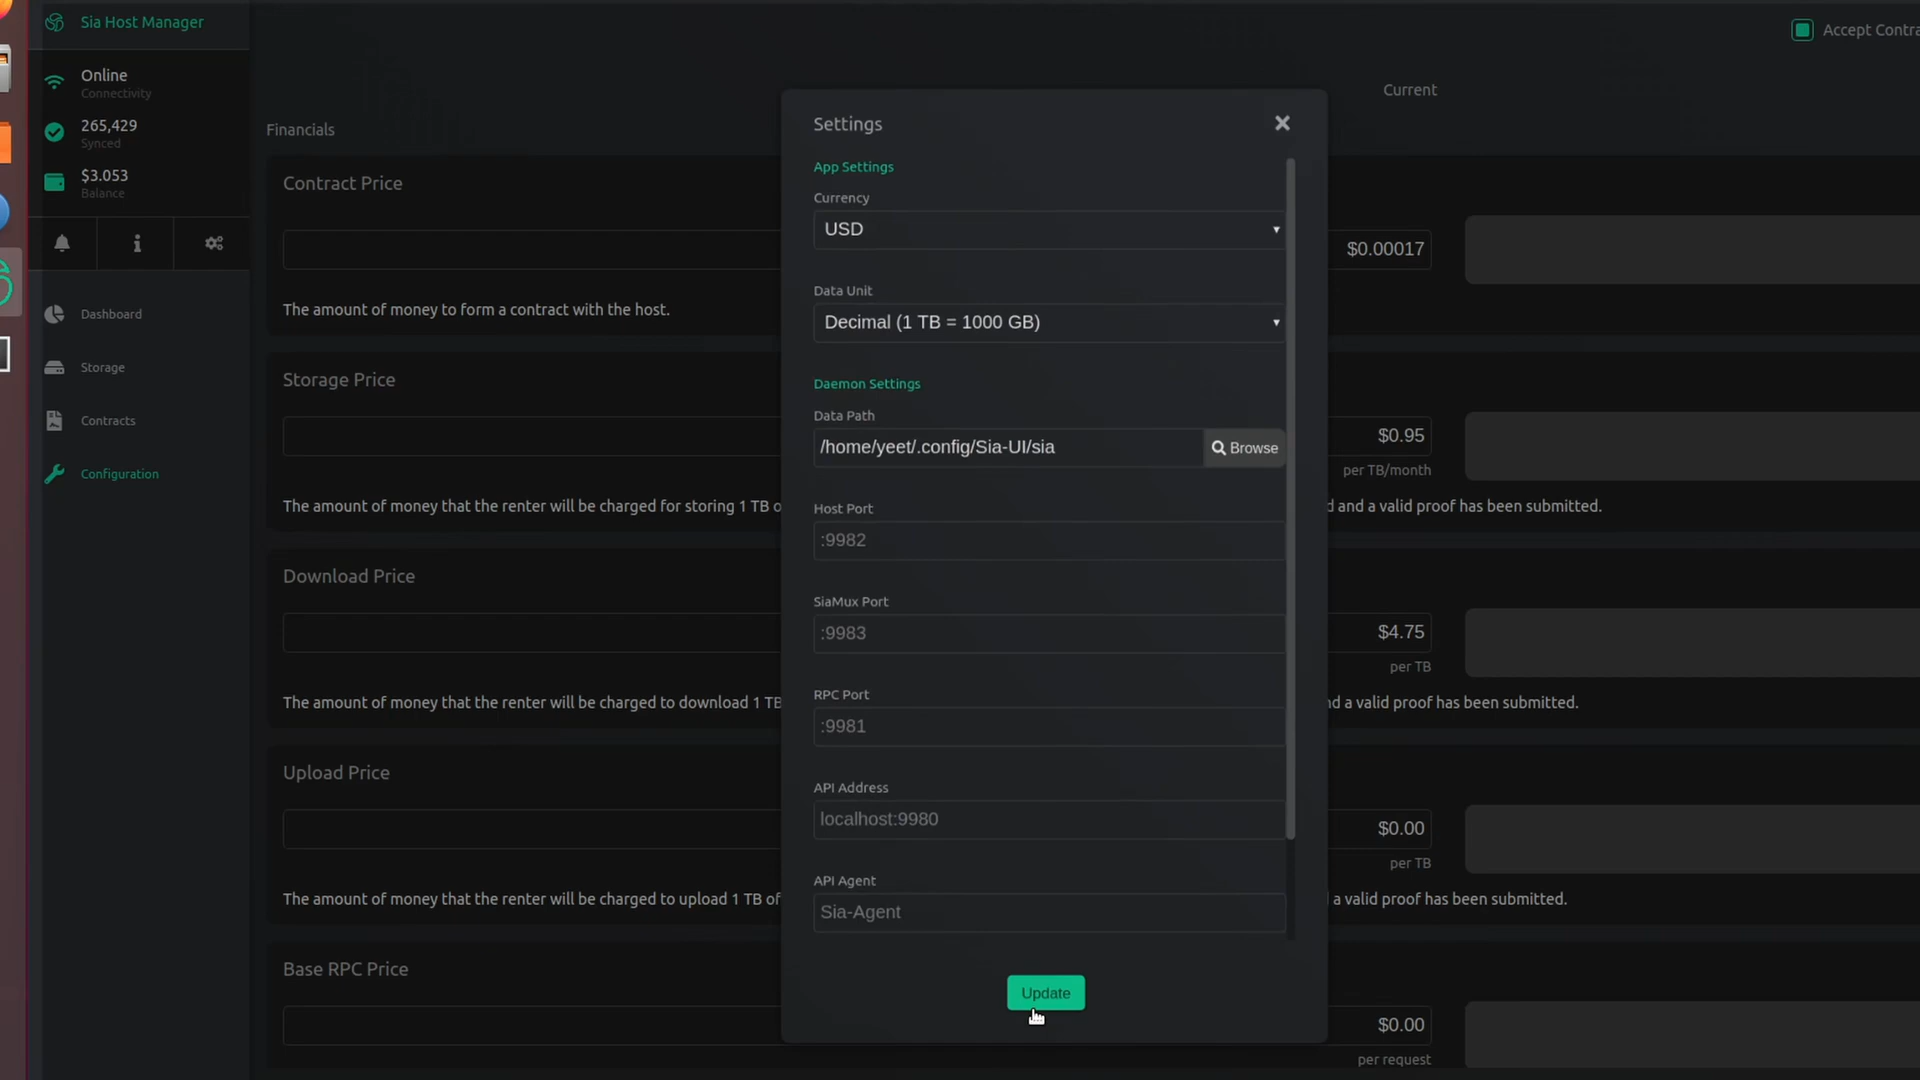 Sia Host Manager
Accept Contra
Online
Connectivity
265,429
Synced
$3.053
Balance
Dashboard
Storage
Contracts
Configuration
Current
Financials
Contract Price
$0.00017
The amount of money to form a contract with the host.
Storage Price
$0.95
per TB/month
The amount of money that the renter will be charged for storing 1 TB o
d and a valid proof has been submitted.
Download Price
$4.75
per TB
The amount of money that the renter will be charged to download 1 TB
nd a valid proof has been submitted.
Upload Price
$0.00
per TB
The amount of money that the renter will be charged to upload 1 TB of
a valid proof has been submitted.
Base RPC Price
$0.00
per request
Settings
App Settings
Currency
USD
Data Unit
Decimal (1 TB = 1000 GB)
Daemon Settings
Data Path
/home/yeet/.config/Sia-UI/sia
Browse
Host Port
:9982
SiaMux Port
:9983
RPC Port
:9981
API Address
localhost:9980
API Agent
Sia-Agent
Update